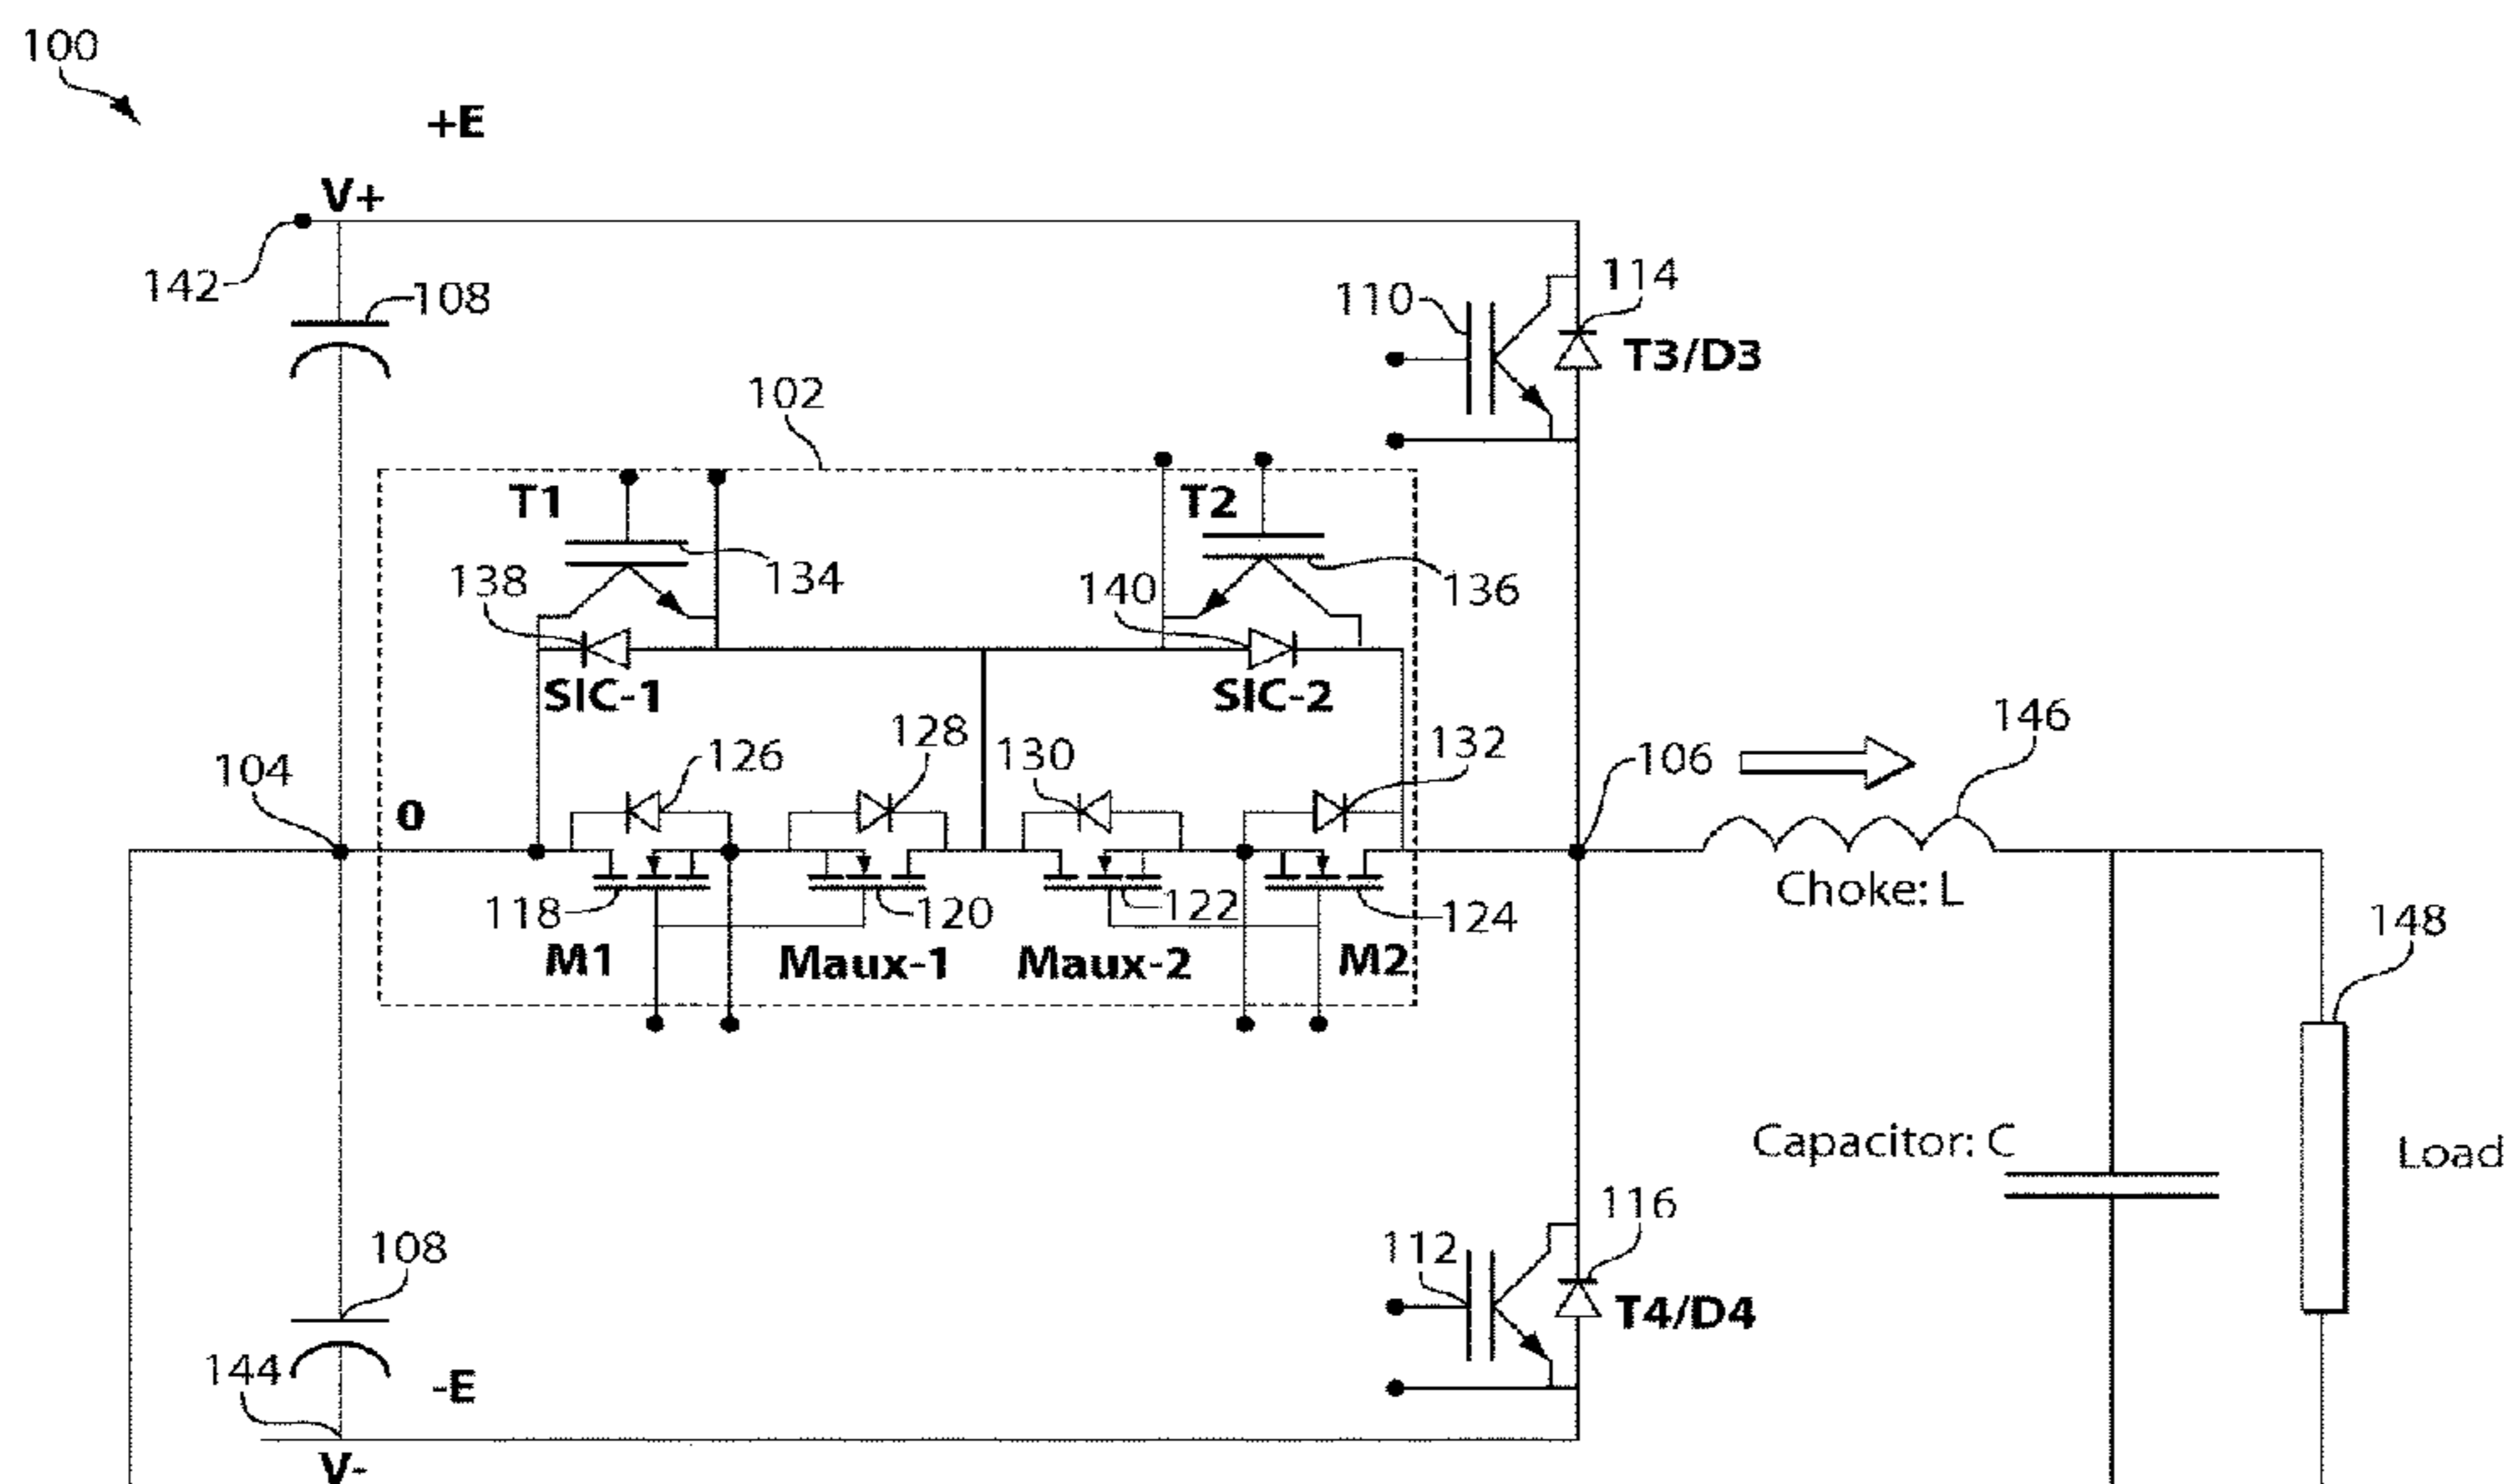 100
+E
V+
142
108
110
114
T3/D3
102
T1
T2
138
134
140
136
SIC-1
SIC-2
126
128
130
132
104
0
106
146
118
120
122
124
Choke: L
M1
Maux-1
Maux-2
M2
148
Capacitor: C
Load
108
112
116
T4/D4
144
-E
V-